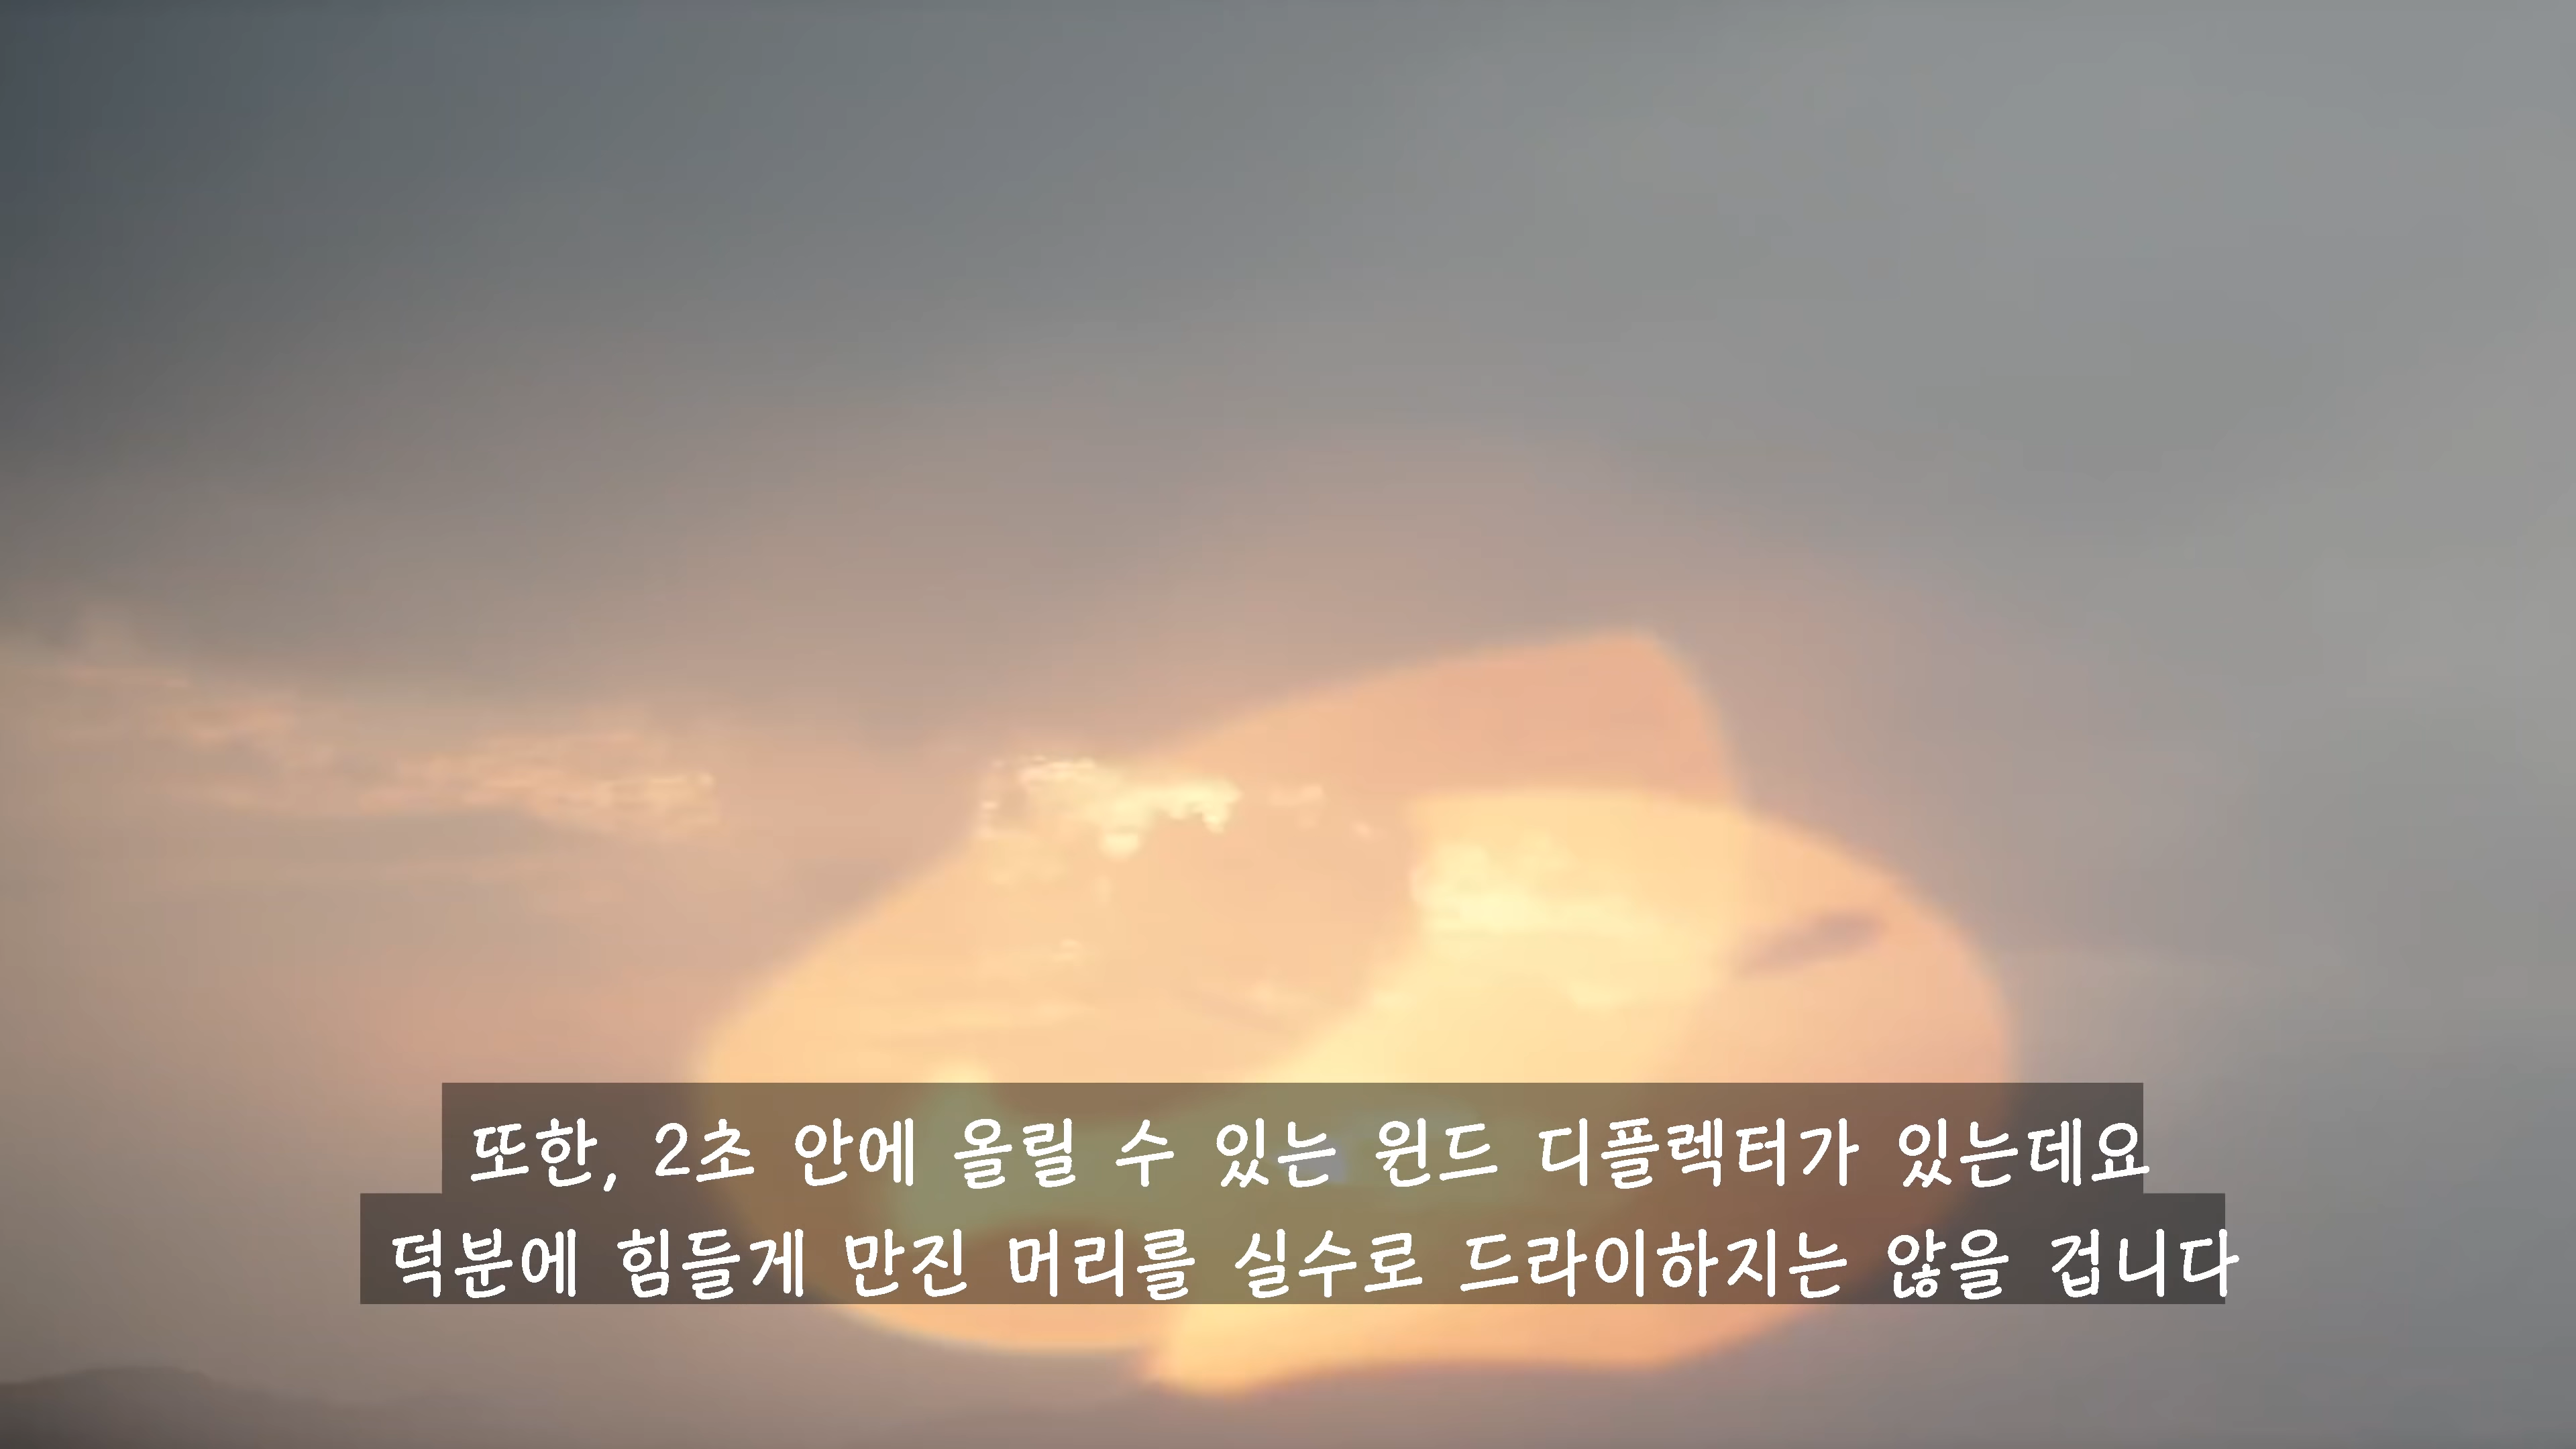 또한, 2초 안에 올릴 수 있는 윈드 디플렉터가 있는데요
덕분에 힘들게 만진 머리를 실수로 드라이하지는 않을 겁니다